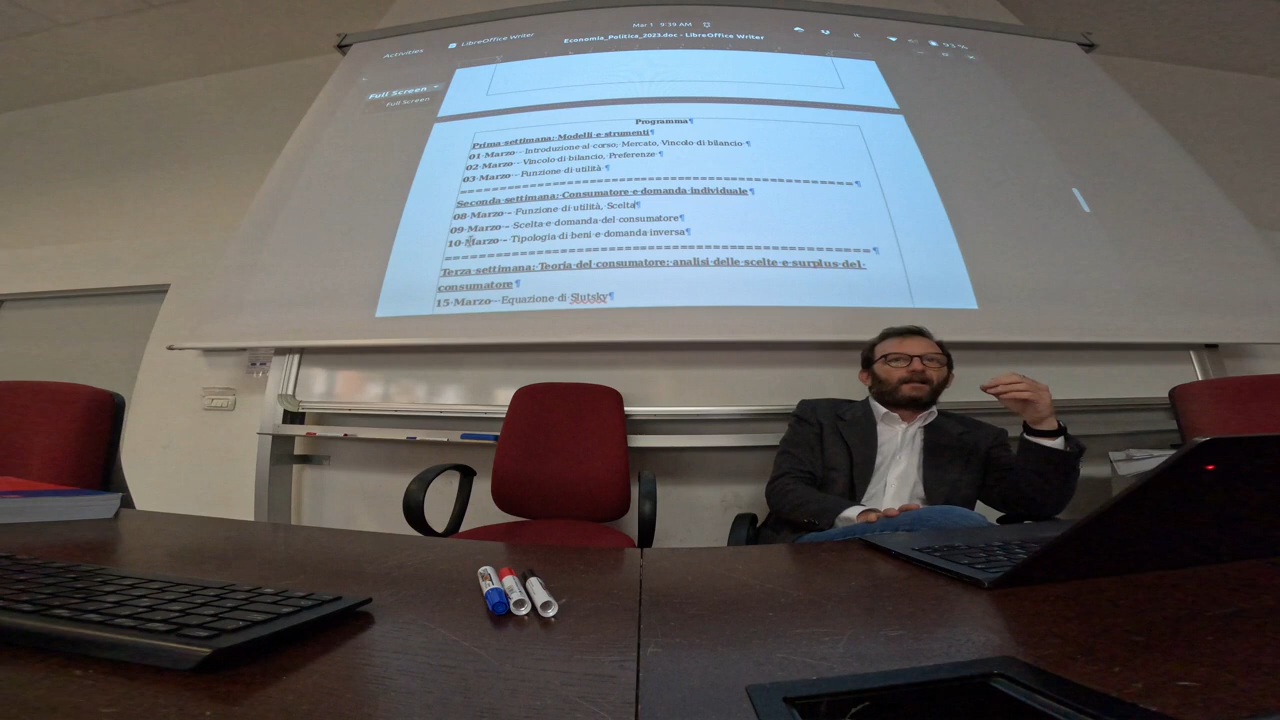 Mar 1 9:39 AM
Activities
LibreOffice Writer
Economia_Politica_2023.doc - LibreOffice Writer
it
93 %
Full Screen
Full Screen
Programma¶
Prima·settimana:·Modelli·e·strumenti¶
01·Marzo·-·Introduzione·al·corso;·Mercato,·Vincolo·di·bilancio·¶
02·Marzo·-·Vincolo·di·bilancio,·Preferenze·¶
03·Marzo·-·Funzione·di·utilità·¶
==================================================¶
Seconda·settimana:·Consumatore·e·domanda·individuale¶
08·Marzo·-·Funzione·di·utilità,·Scelta¶
09·Marzo·-·Scelta·e·domanda·del·consumatore¶
10·Marzo·-·Tipologia·di·beni·e·domanda·inversa¶
==================================================¶
Terza·settimana:·Teoria·del·consumatore:·analisi·delle·scelte·e·surplus·del·
consumatore¶
15·Marzo·-·Equazione·di·Slutsky¶